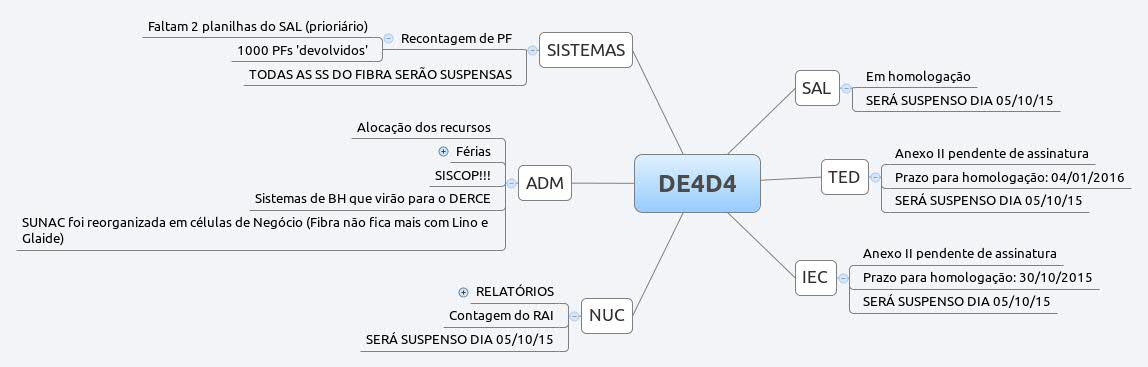 Faltam 2 planilhas do SAL (prioriário)
1000 PFs 'devolvidos'
Recontagem de PF
TODAS AS SS DO FIBRA SERÃO SUSPENSAS
SISTEMAS
Alocação dos recursos
Férias
SISCOP!!!
Sistemas de BH que virão para o DERCE
SUNAC foi reorganizada em células de Negócio (Fibra não fica mais com Lino e
Glaide)
ADM
RELATÓRIOS
Contagem do RAI
SERÁ SUSPENSO DIA 05/10/15
NUC
DE4D4
SAL
Em homologação
SERÁ SUSPENSO DIA 05/10/15
TED
Anexo II pendente de assinatura
Prazo para homologação: 04/01/2016
SERÁ SUSPENSO DIA 05/10/15
IEC
Anexo II pendente de assinatura
Prazo para homologação: 30/10/2015
SERÁ SUSPENSO DIA 05/10/15